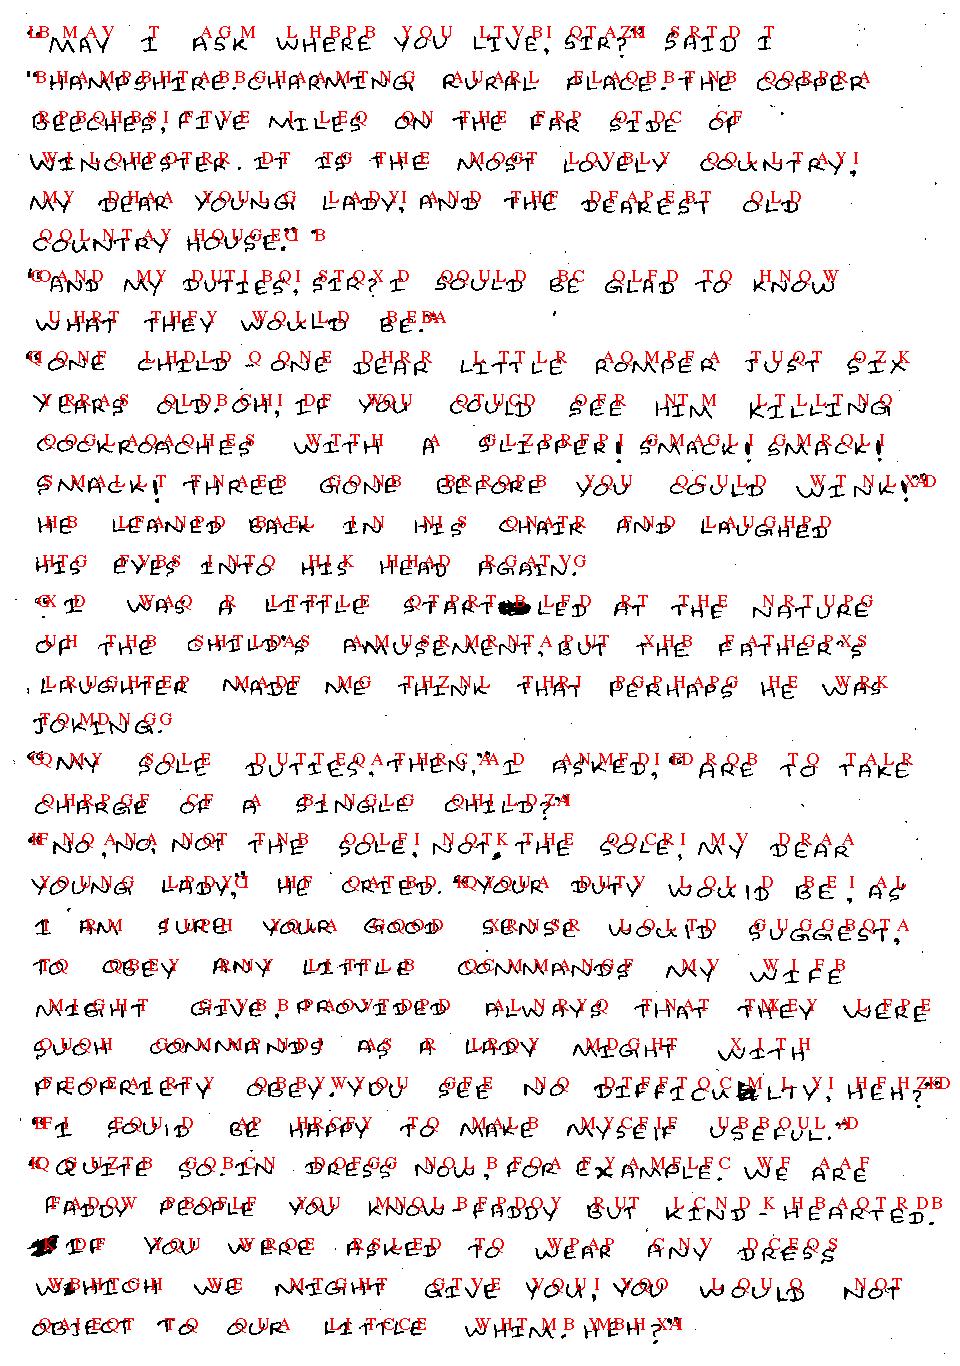 "MAY I ASK WHERE YOU LIVE, SIR?" SAID I
"HAMPSHIRE. CHARMING RURAL PLACE. THE COPPER
BEECHES, FIVE MILES ON THE FAR SIDE OF
WINCHESTER. IT IS THE MOST LOVELY COUNTRY,
MY DEAR YOUNG LADY, AND THE DEAREST OLD
COUNTRY HOUSE."
"AND MY DUTIES, SIR? I SOULD BE GLAD TO KNOW
WHAT THEY WOULD BE."
"ONE CHILD - ONE DEAR LITTLE ROMPER JUST SIX
YEARS OLD. OH, IF YOU COULD SEE HIM KILLING
COCKROACHES WITH A SLIPPER! SMACK! SMACK!
SMACK! THREE GONE BEFORE YOU COULD WINK!"
HE LEANED BACK IN HIS CHAIR AND LAUGHED
HIS EYES INTO HIS HEAD AGAIN.
"I WAS A LITTLE STARTLED AT THE NATURE
OF THE CHILD'S AMUSEMENT, BUT THE FATHER'S
LAUGHTER MADE ME THINK THAT PERHAPS HE WAS
JOKING.
"MY SOLE DUTIES, THEN," I ASKED, "ARE TO TAKE
CHARGE OF A SINGLE CHILD?"
"NO, NO, NOT THE SOLE, NOT THE SOLE, MY DEAR
YOUNG LADY," HE CRIED. "YOUR DUTY WOULD BE, AS
I AM SURE YOUR GOOD SENSE WOULD SUGGEST,
TO OBEY ANY LITTLE COMMANDS MY WIFE
MIGHT GIVE, PROVIDED ALWAYS THAT THEY WERE
SUCH COMMANDS AS A LADY MIGHT WITH
PROPRIETY OBEY. YOU SEE NO DIFFICULTY, HEH?"
"I SOUID BE HAPPY TO MAKE MYSEIF USEFUL."
"QUITE SO. IN DRESS NOW, FOR EXAMPLE. WE ARE
FADDY PEOPLE YOU KNOW - FADDY BUT KIND-HEARTED.
IF YOU WERE ASKED TO WEAR ANY DRESS
WHICH WE MIGHT GIVE YOU, YOU WOULD NOT
OBJECT TO OUR LITTLE WHIM. HEH?"